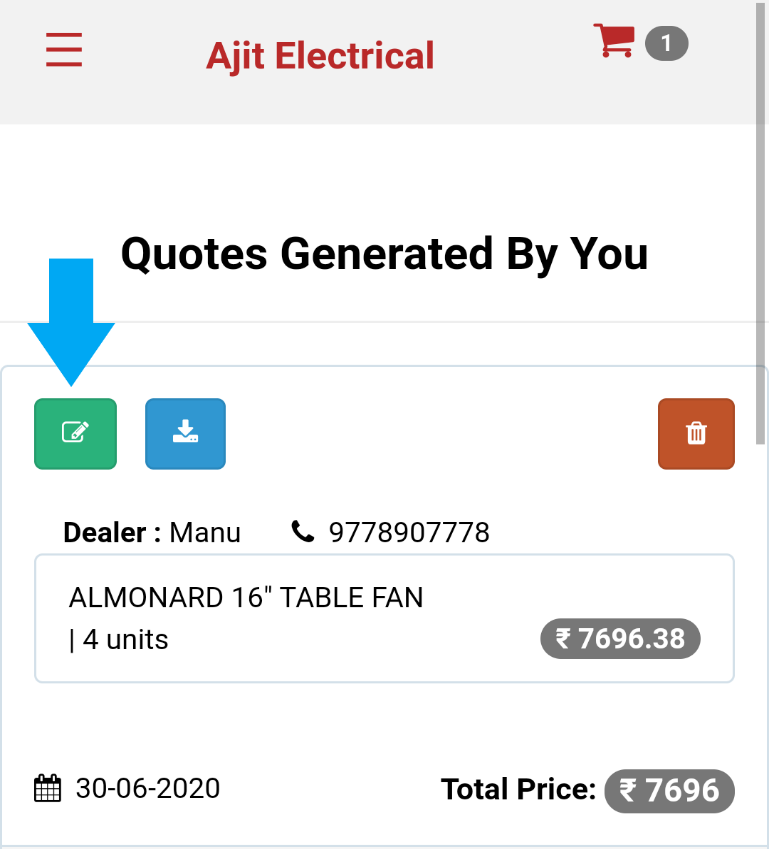 Ajit Electrical
1
Quotes Generated By You
Dealer : Manu 9778907778
ALMONARD 16" TABLE FAN
| 4 units
₹ 7696.38
30-06-2020
Total Price: ₹ 7696